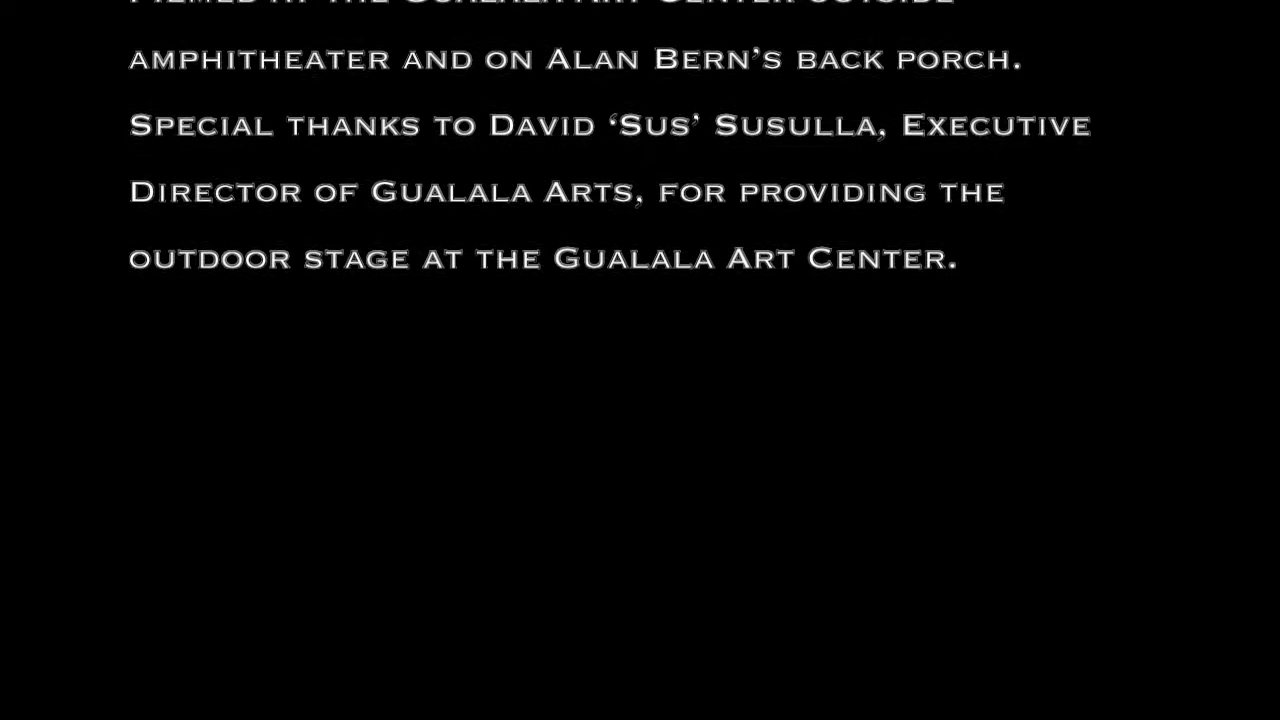 Filmed at the Gualala Art Center outside
amphitheater and on Alan Bern's back porch.
Special thanks to David ‘Sus’ Susulla, Executive
Director of Gualala Arts, for providing the
outdoor stage at the Gualala Art Center.